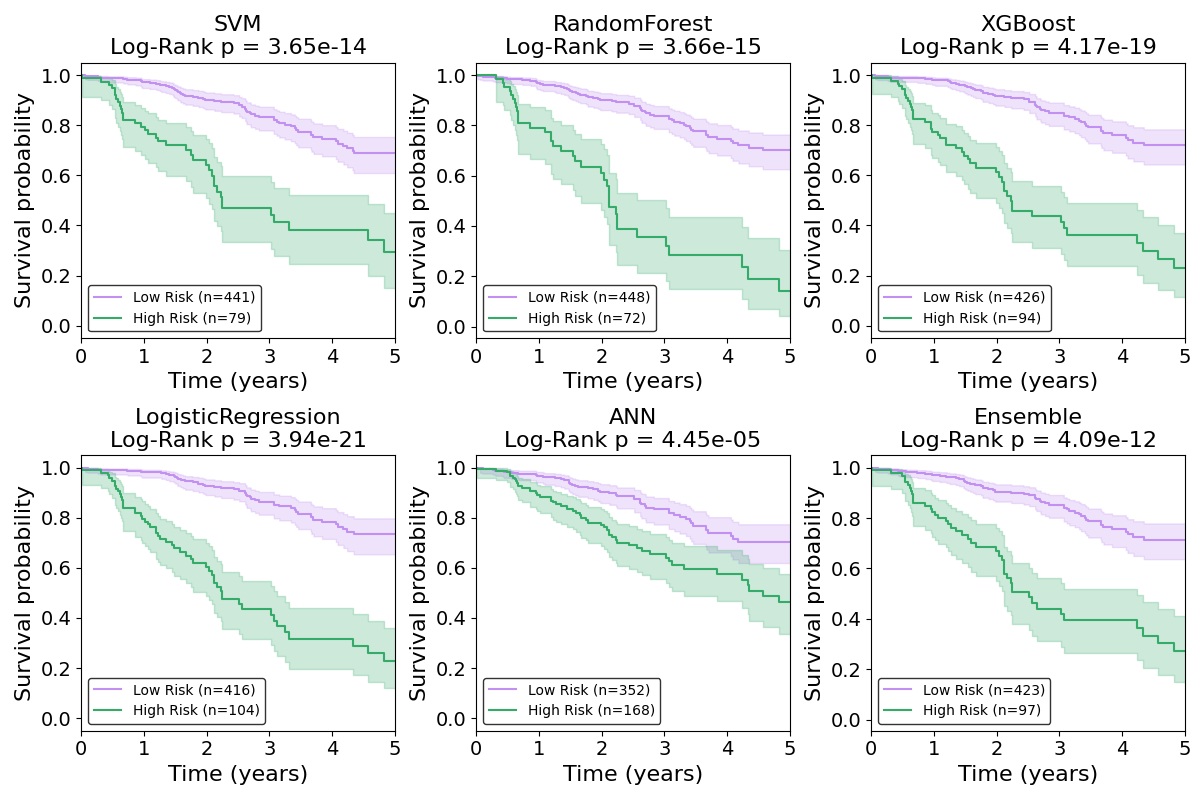 SVM
Log-Rank p = 3.65e-14
Survival probability
1.0
0.8
0.6
0.4
0.2
0.0
Low Risk (n=441)
High Risk (n=79)
0 1 2 3 4 5
Time (years)
RandomForest
Log-Rank p = 3.66e-15
Survival probability
1.0
0.8
0.6
0.4
0.2
0.0
Low Risk (n=448)
High Risk (n=72)
0 1 2 3 4 5
Time (years)
XGBoost
Log-Rank p = 4.17e-19
Survival probability
1.0
0.8
0.6
0.4
0.2
0.0
Low Risk (n=426)
High Risk (n=94)
0 1 2 3 4 5
Time (years)
LogisticRegression
Log-Rank p = 3.94e-21
Survival probability
1.0
0.8
0.6
0.4
0.2
0.0
Low Risk (n=416)
High Risk (n=104)
0 1 2 3 4 5
Time (years)
ANN
Log-Rank p = 4.45e-05
Survival probability
1.0
0.8
0.6
0.4
0.2
0.0
Low Risk (n=352)
High Risk (n=168)
0 1 2 3 4 5
Time (years)
Ensemble
Log-Rank p = 4.09e-12
Survival probability
1.0
0.8
0.6
0.4
0.2
0.0
Low Risk (n=423)
High Risk (n=97)
0 1 2 3 4 5
Time (years)